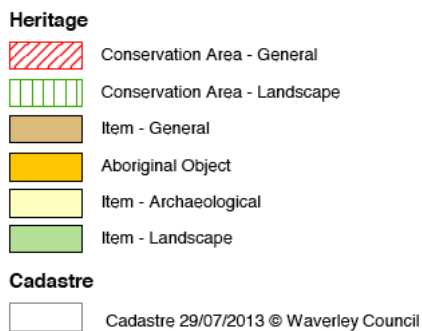 Heritage
Conservation Area - General
Conservation Area - Landscape
Item - General
Aboriginal Object
Item - Archaeological
Item - Landscape
Cadastre
Cadastre 29/07/2013 © Waverley Council